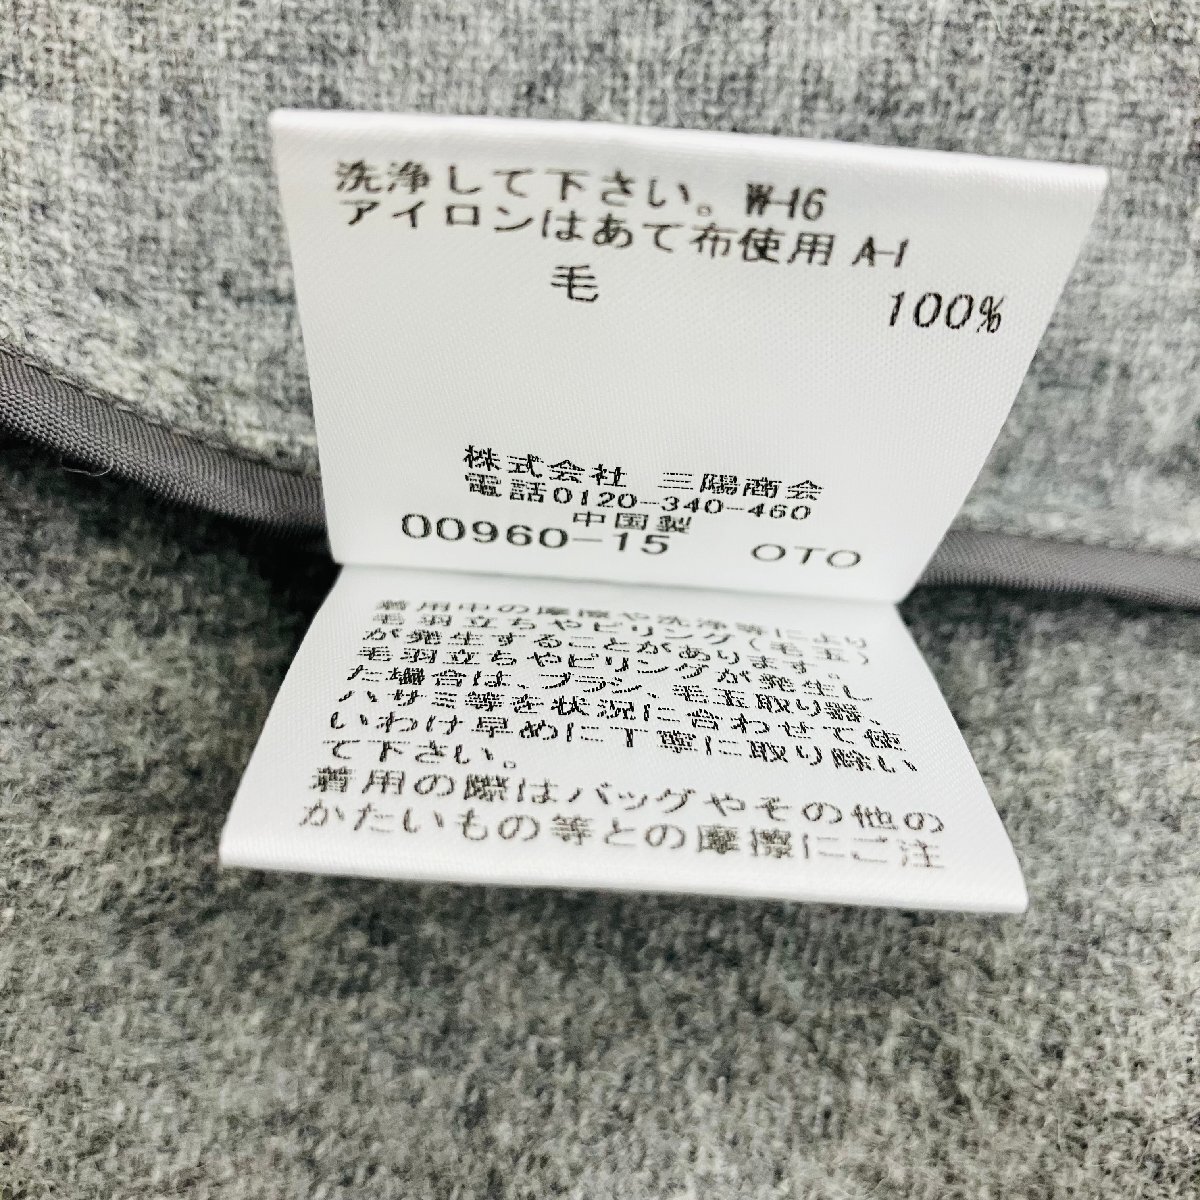 洗浄して下さい。W-16
アイロンはあて布使用 A-1
毛 100%
株式会社 三陽商会
電話0120-340-460
中国製
00960-15 OTO
着用中の摩擦や洗浄等により
毛羽立ちやピリング(毛玉)
が発生することがあります。
毛羽立ちやピリングが発生し
た場合は、ブラシ、毛玉取り器、
ハサミ等を状況に合わせて使
いわけ早めに丁寧に取り除い
て下さい。
着用の際はバッグやその他の
かたいもの等との摩擦にご注